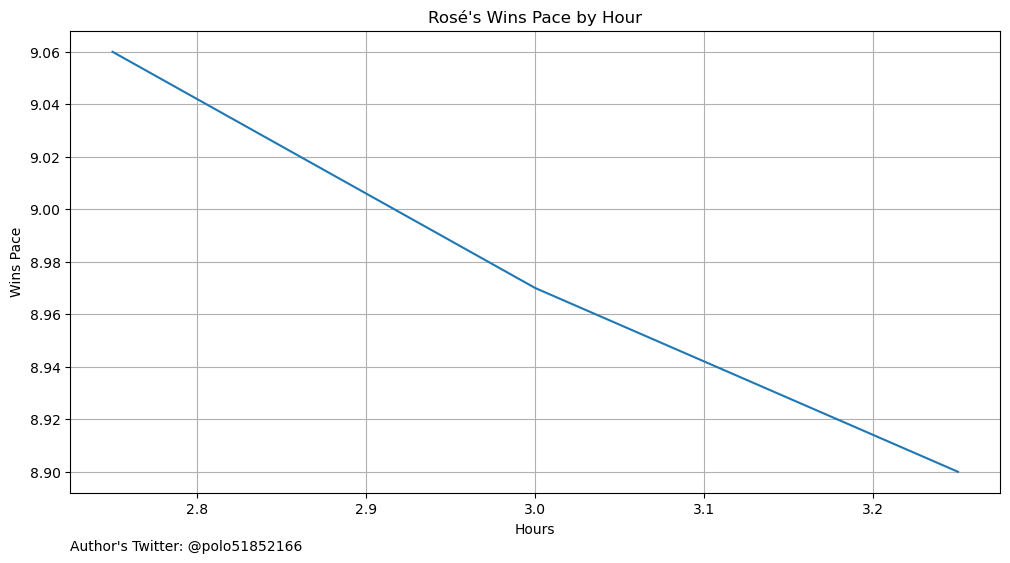 Rosé's Wins Pace by Hour
9.06
9.04
9.02
9.00
8.98
8.96
8.94
8.92
8.90
Wins Pace
2.8 2.9 3.0 3.1 3.2
Hours
Author's Twitter: @polo51852166